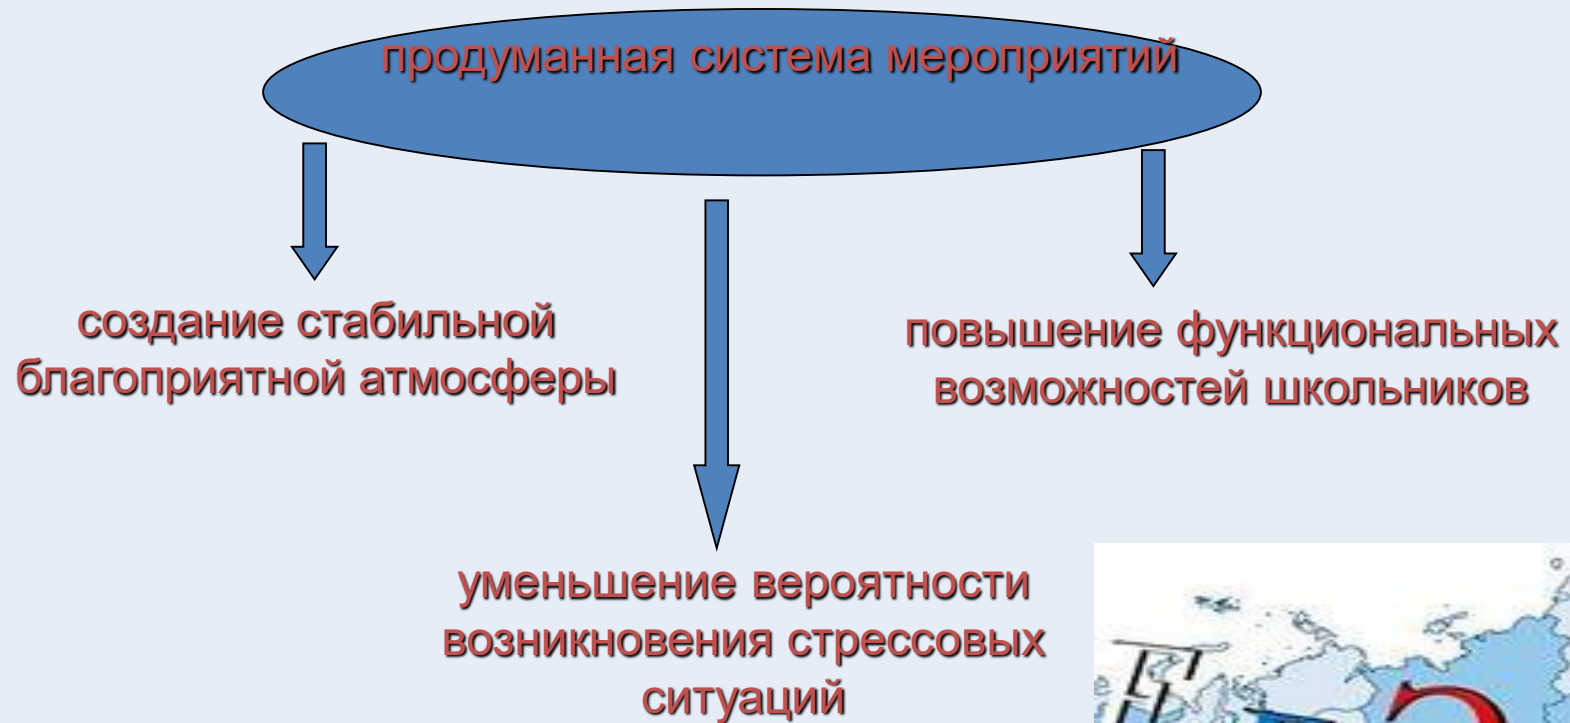 продуманная система мероприятий
создание стабильной
благоприятной атмосферы
повышение функциональных
возможностей школьников
уменьшение вероятности
возникновения стрессовых
ситуаций